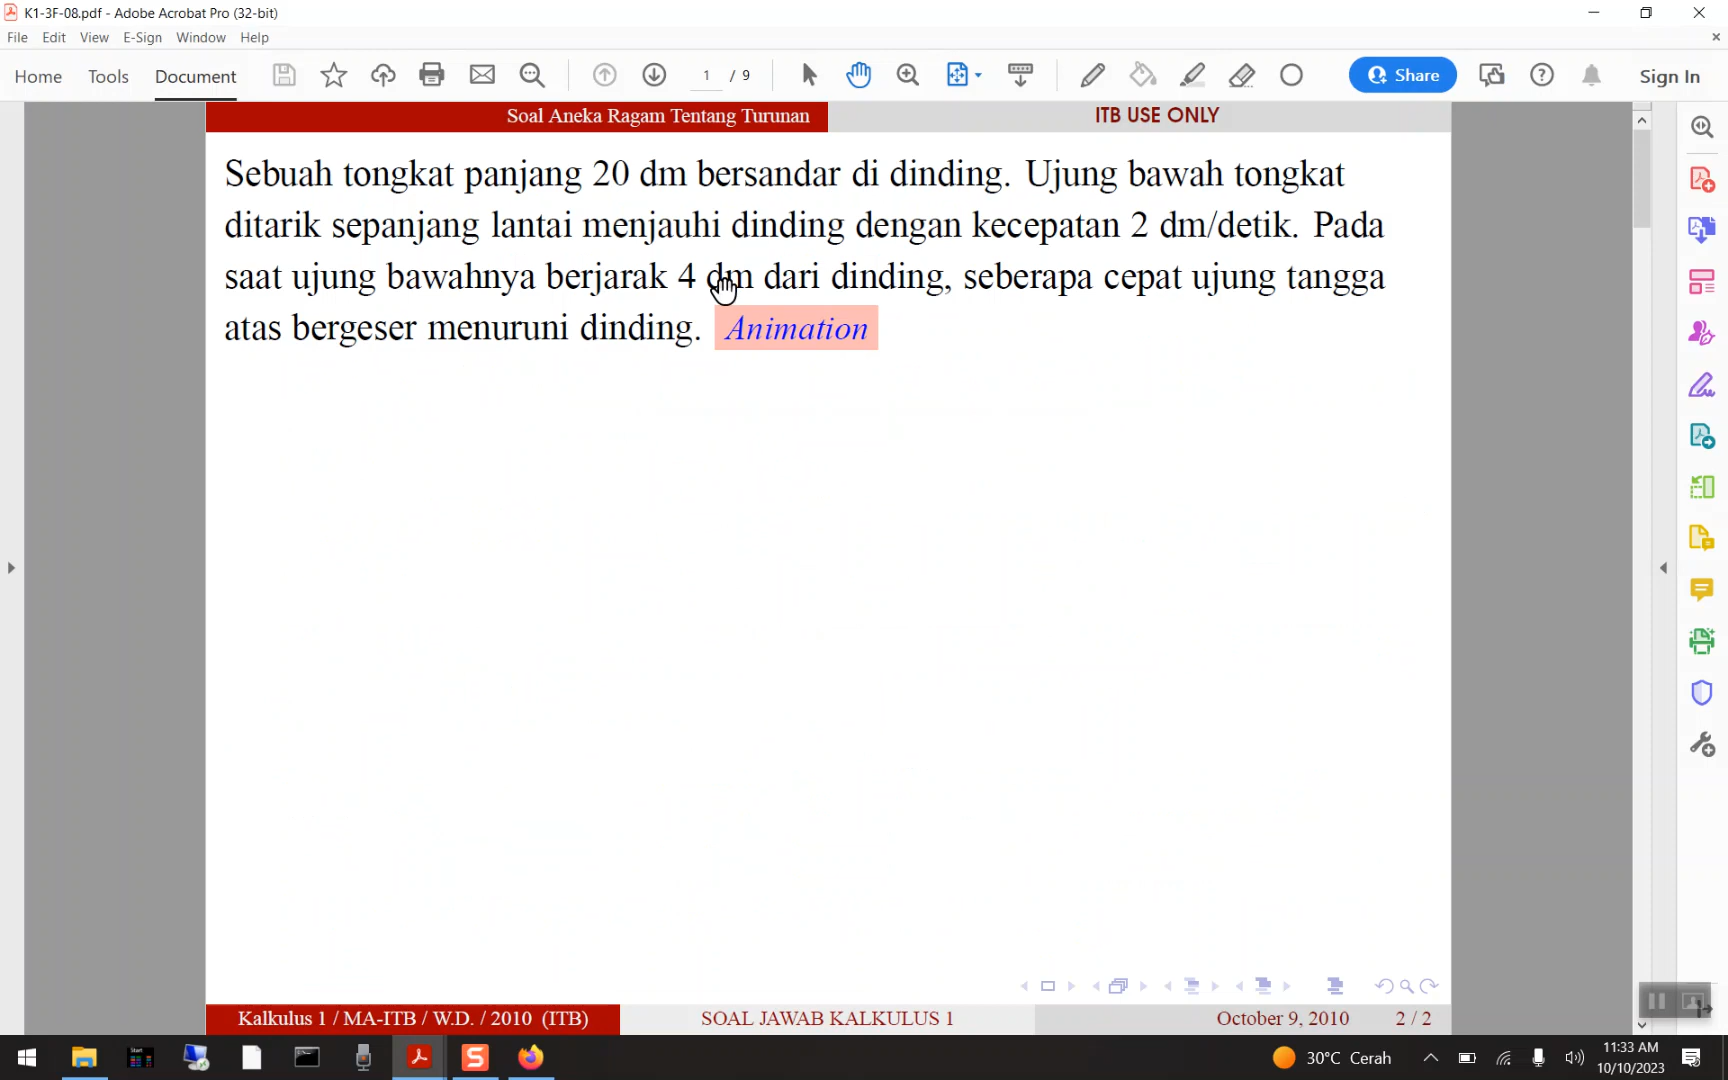 K1-3F-08.pdf - Adobe Acrobat Pro (32-bit)
File Edit View E-Sign Window Help
Home Tools Document 1 / 9 Share Sign In
Soal Aneka Ragam Tentang Turunan ITB USE ONLY
Sebuah tongkat panjang 20 dm bersandar di dinding. Ujung bawah tongkat
ditarik sepanjang lantai menjauhi dinding dengan kecepatan 2 dm/detik. Pada
saat ujung bawahnya berjarak 4 dm dari dinding, seberapa cepat ujung tangga
atas bergeser menuruni dinding. Animation
Kalkulus 1 / MA-ITB / W.D. / 2010 (ITB) SOAL JAWAB KALKULUS 1 October 9, 2010 2 / 2
30°C Cerah 11:33 AM
10/10/2023